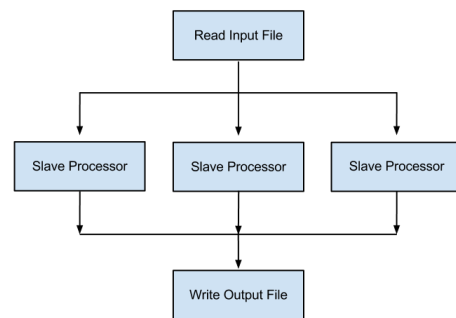 Read Input File
Slave Processor
Slave Processor
Slave Processor
Write Output File